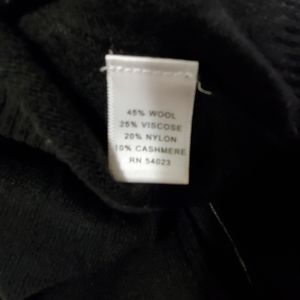 45% WOOL
25% VISCOSE
20% NYLON
10% CASHMERE
RN 54023